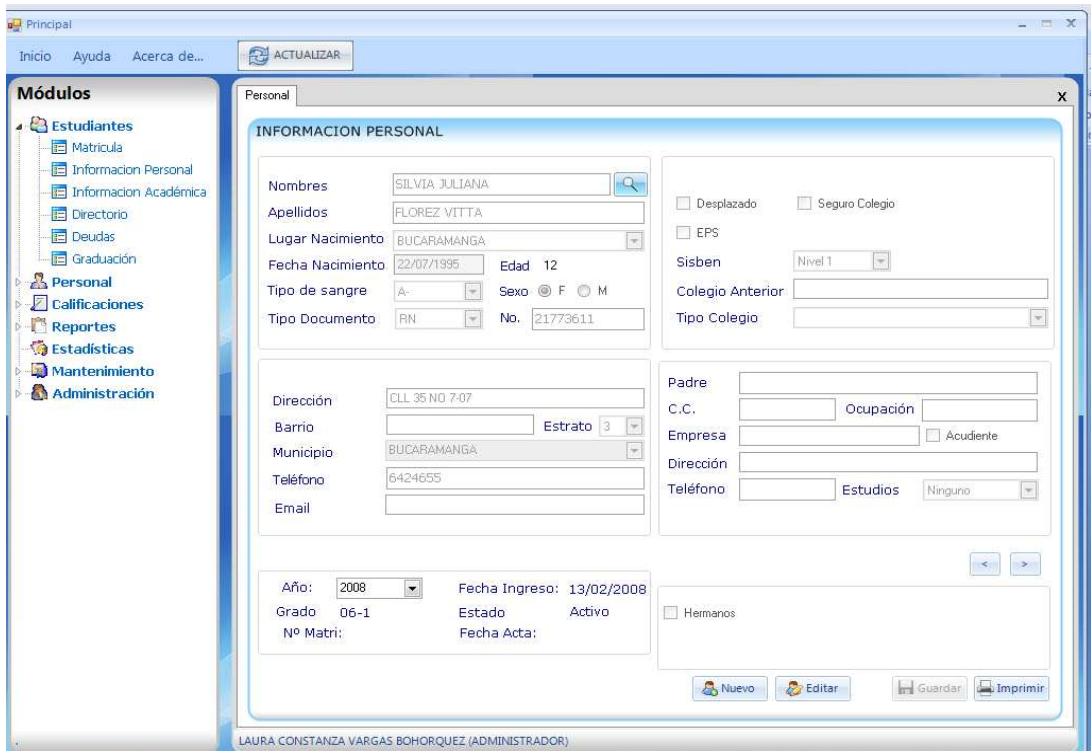 Principal
Inicio Ayuda Acerca de... ACTUALIZAR
Módulos
Estudiantes
Matricula
Informacion Personal
Informacion Académica
Directorio
Deudas
Graduación
Personal
Calificaciones
Reportes
Estadísticas
Mantenimiento
Administración
Personal X
INFORMACION PERSONAL
Nombres SILVIA JULIANA
Apellidos FLOREZ VITTA
Lugar Nacimiento BUCARAMANGA
Fecha Nacimiento 22/07/1995 Edad 12
Tipo de sangre A- Sexo F M
Tipo Documento RN No. 21773611
Desplazado Seguro Colegio
EPS
Sisben Nivel 1
Colegio Anterior
Tipo Colegio
Dirección CLL 35 NO 7-07
Barrio Estrato 3
Municipio BUCARAMANGA
Teléfono 6424655
Email
Padre
C.C. Ocupación
Empresa Acudiente
Dirección
Teléfono Estudios Ninguno
< >
Año: 2008 Fecha Ingreso: 13/02/2008
Grado 06-1 Estado Activo
Nº Matri: Fecha Acta:
Hermanos
Nuevo Editar Guardar Imprimir
LAURA CONSTANZA VARGAS BOHORQUEZ (ADMINISTRADOR)